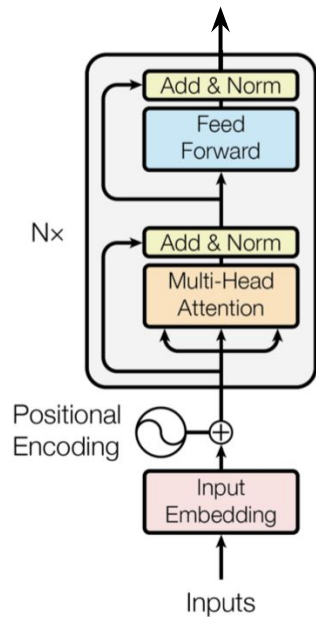 Add & Norm
Feed
Forward
N×
Add & Norm
Multi-Head
Attention
Positional
Encoding
Input
Embedding
Inputs